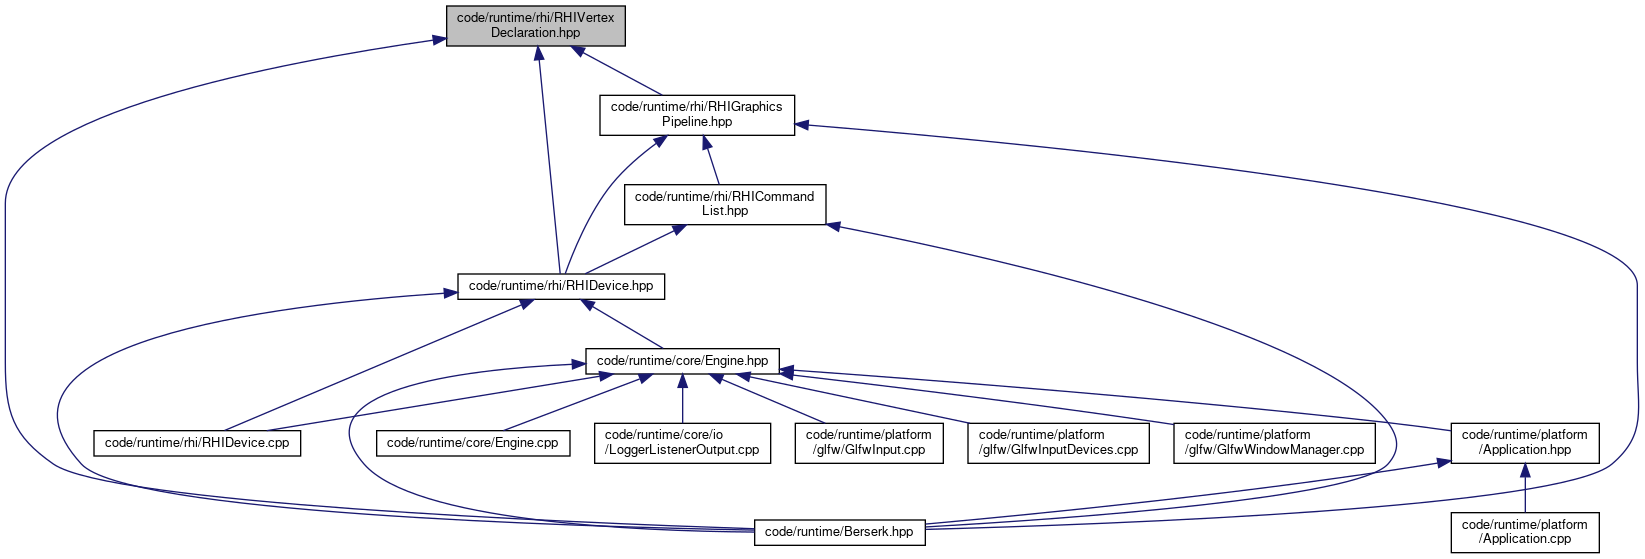 code/runtime/rhi/RHIVertex
Declaration.hpp
code/runtime/rhi/RHIGraphics
Pipeline.hpp
code/runtime/rhi/RHICommand
List.hpp
code/runtime/rhi/RHIDevice.hpp
code/runtime/core/Engine.hpp
code/runtime/rhi/RHIDevice.cpp
code/runtime/core/Engine.cpp
code/runtime/core/io
/LoggerListenerOutput.cpp
code/runtime/platform
/glfw/GlfwInput.cpp
code/runtime/platform
/glfw/GlfwInputDevices.cpp
code/runtime/platform
/glfw/GlfwWindowManager.cpp
code/runtime/platform
/Application.hpp
code/runtime/Berserk.hpp
code/runtime/platform
/Application.cpp